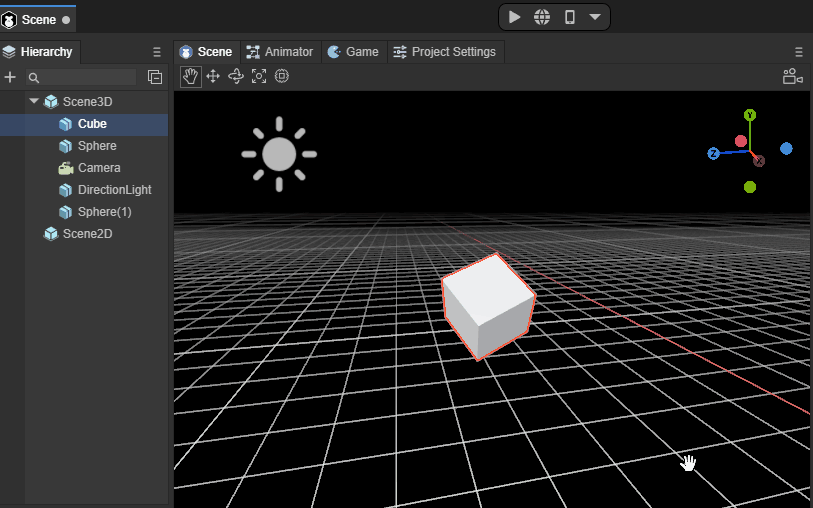 Scene
Hierarchy
Scene Animator Game Project Settings
Scene3D
Cube
Sphere
Camera
DirectionLight
Sphere(1)
Scene2D
Y
Z
X